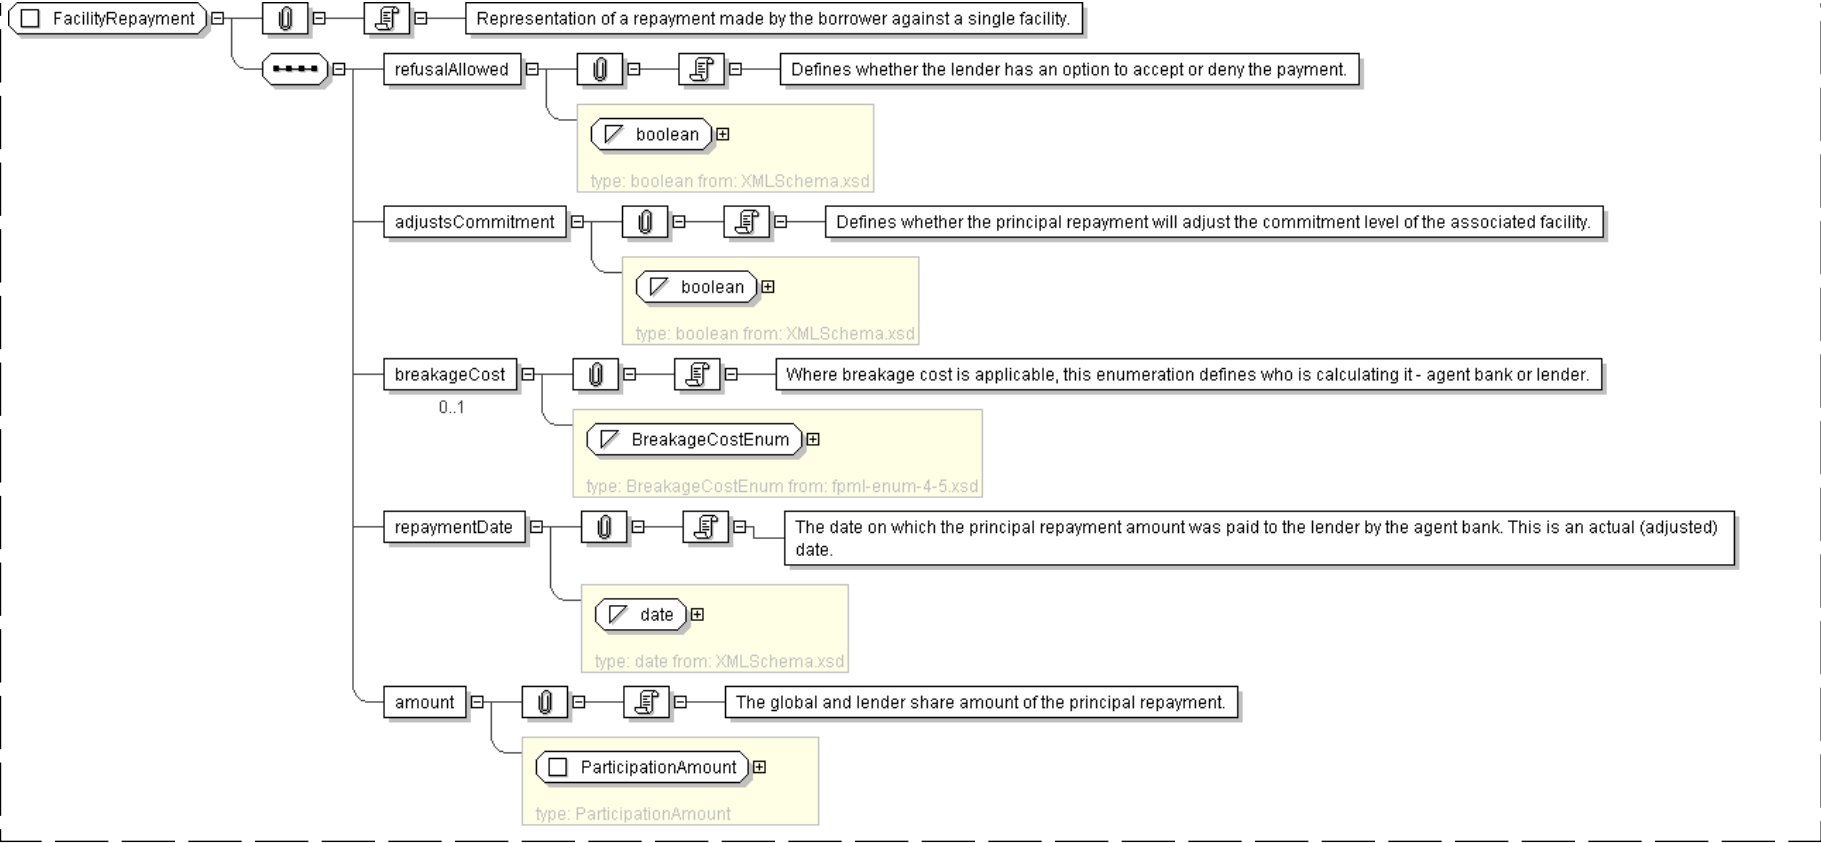 FacilityRepayment
Representation of a repayment made by the borrower against a single facility.
refusalAllowed
Defines whether the lender has an option to accept or deny the payment.
boolean
type: boolean from: XMLSchema.xsd
adjustsCommitment
Defines whether the principal repayment will adjust the commitment level of the associated facility.
boolean
type: boolean from: XMLSchema.xsd
breakageCost
Where breakage cost is applicable, this enumeration defines who is calculating it - agent bank or lender.
0..1
BreakageCostEnum
type: BreakageCostEnum from: fpml-enum-4-5.xsd
repaymentDate
The date on which the principal repayment amount was paid to the lender by the agent bank. This is an actual (adjusted)
date.
date
type: date from: XMLSchema.xsd
amount
The global and lender share amount of the principal repayment.
ParticipationAmount
type: ParticipationAmount